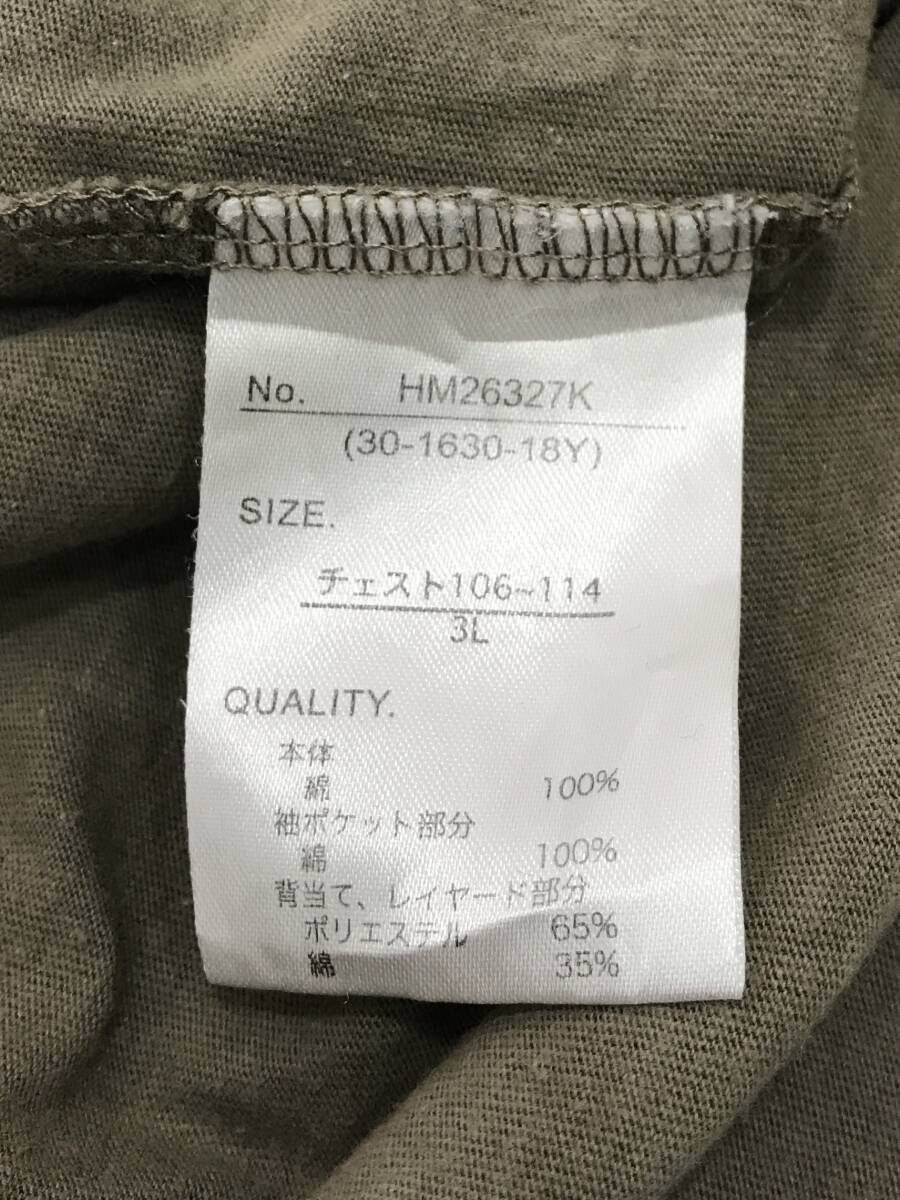 No. HM26327K
(30-1630-18Y)
SIZE.
チェスト106~114
3L
QUALITY.
本体
綿 100%
袖ポケット部分
綿 100%
背当て、レイヤード部分
ポリエステル 65%
綿 35%